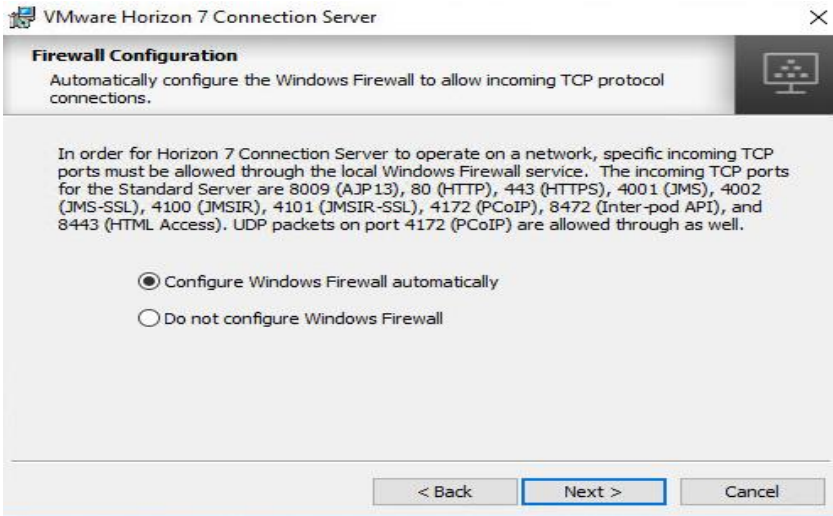 VMware Horizon 7 Connection Server
Firewall Configuration
Automatically configure the Windows Firewall to allow incoming TCP protocol
connections.
In order for Horizon 7 Connection Server to operate on a network, specific incoming TCP
ports must be allowed through the local Windows Firewall service. The incoming TCP ports
for the Standard Server are 8009 (AJP13), 80 (HTTP), 443 (HTTPS), 4001 (JMS), 4002
(JMS-SSL), 4100 (JMSIR), 4101 (JMSIR-SSL), 4172 (PCoIP), 8472 (Inter-pod API), and
8443 (HTML Access). UDP packets on port 4172 (PCoIP) are allowed through as well.
Configure Windows Firewall automatically
Do not configure Windows Firewall
< Back Next > Cancel